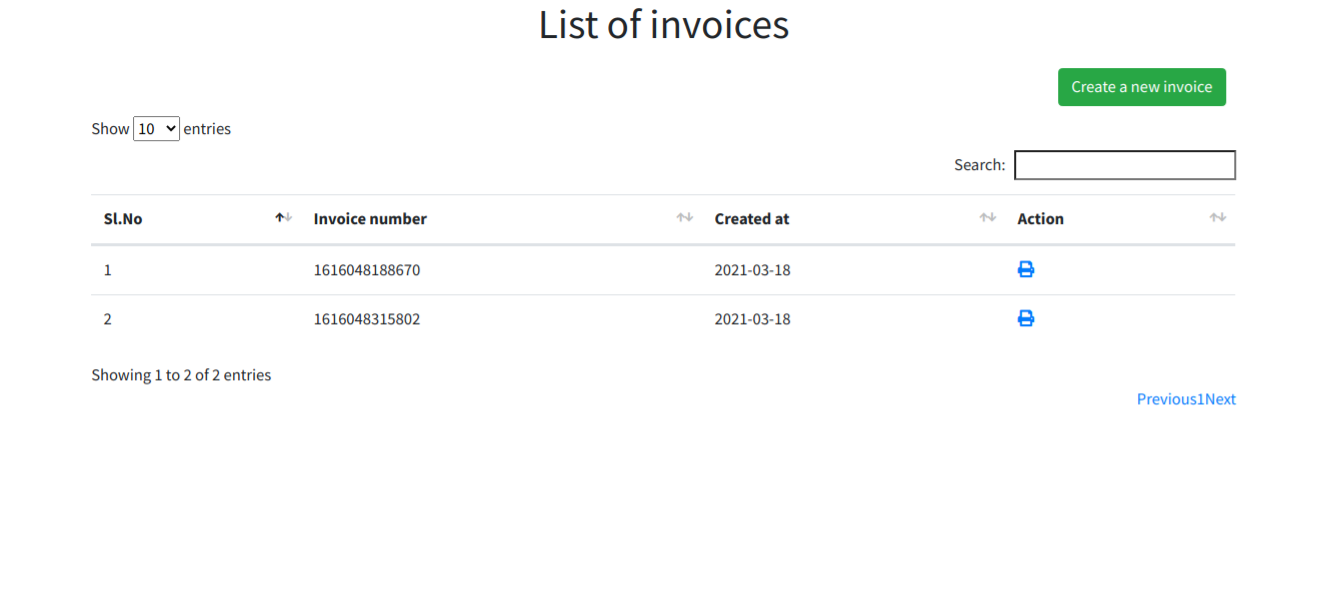 List of invoices
Create a new invoice
Show 10 entries
Search:
Sl.No Invoice number Created at Action
1 1616048188670 2021-03-18
2 1616048315802 2021-03-18
Showing 1 to 2 of 2 entries
Previous1Next